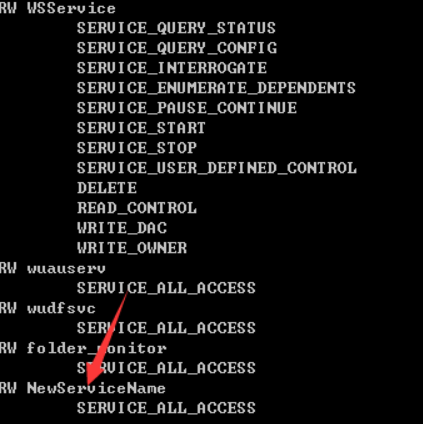 RW WSService
SERVICE_QUERY_STATUS
SERVICE_QUERY_CONFIG
SERVICE_INTERROGATE
SERVICE_ENUMERATE_DEPENDENTS
SERVICE_PAUSE_CONTINUE
SERVICE_START
SERVICE_STOP
SERVICE_USER_DEFINED_CONTROL
DELETE
READ_CONTROL
WRITE_DAC
WRITE_OWNER
RW wuauserv
SERVICE_ALL_ACCESS
RW wudfsvc
SERVICE_ALL_ACCESS
RW folder_monitor
SERVICE_ALL_ACCESS
RW NewServiceName
SERVICE_ALL_ACCESS